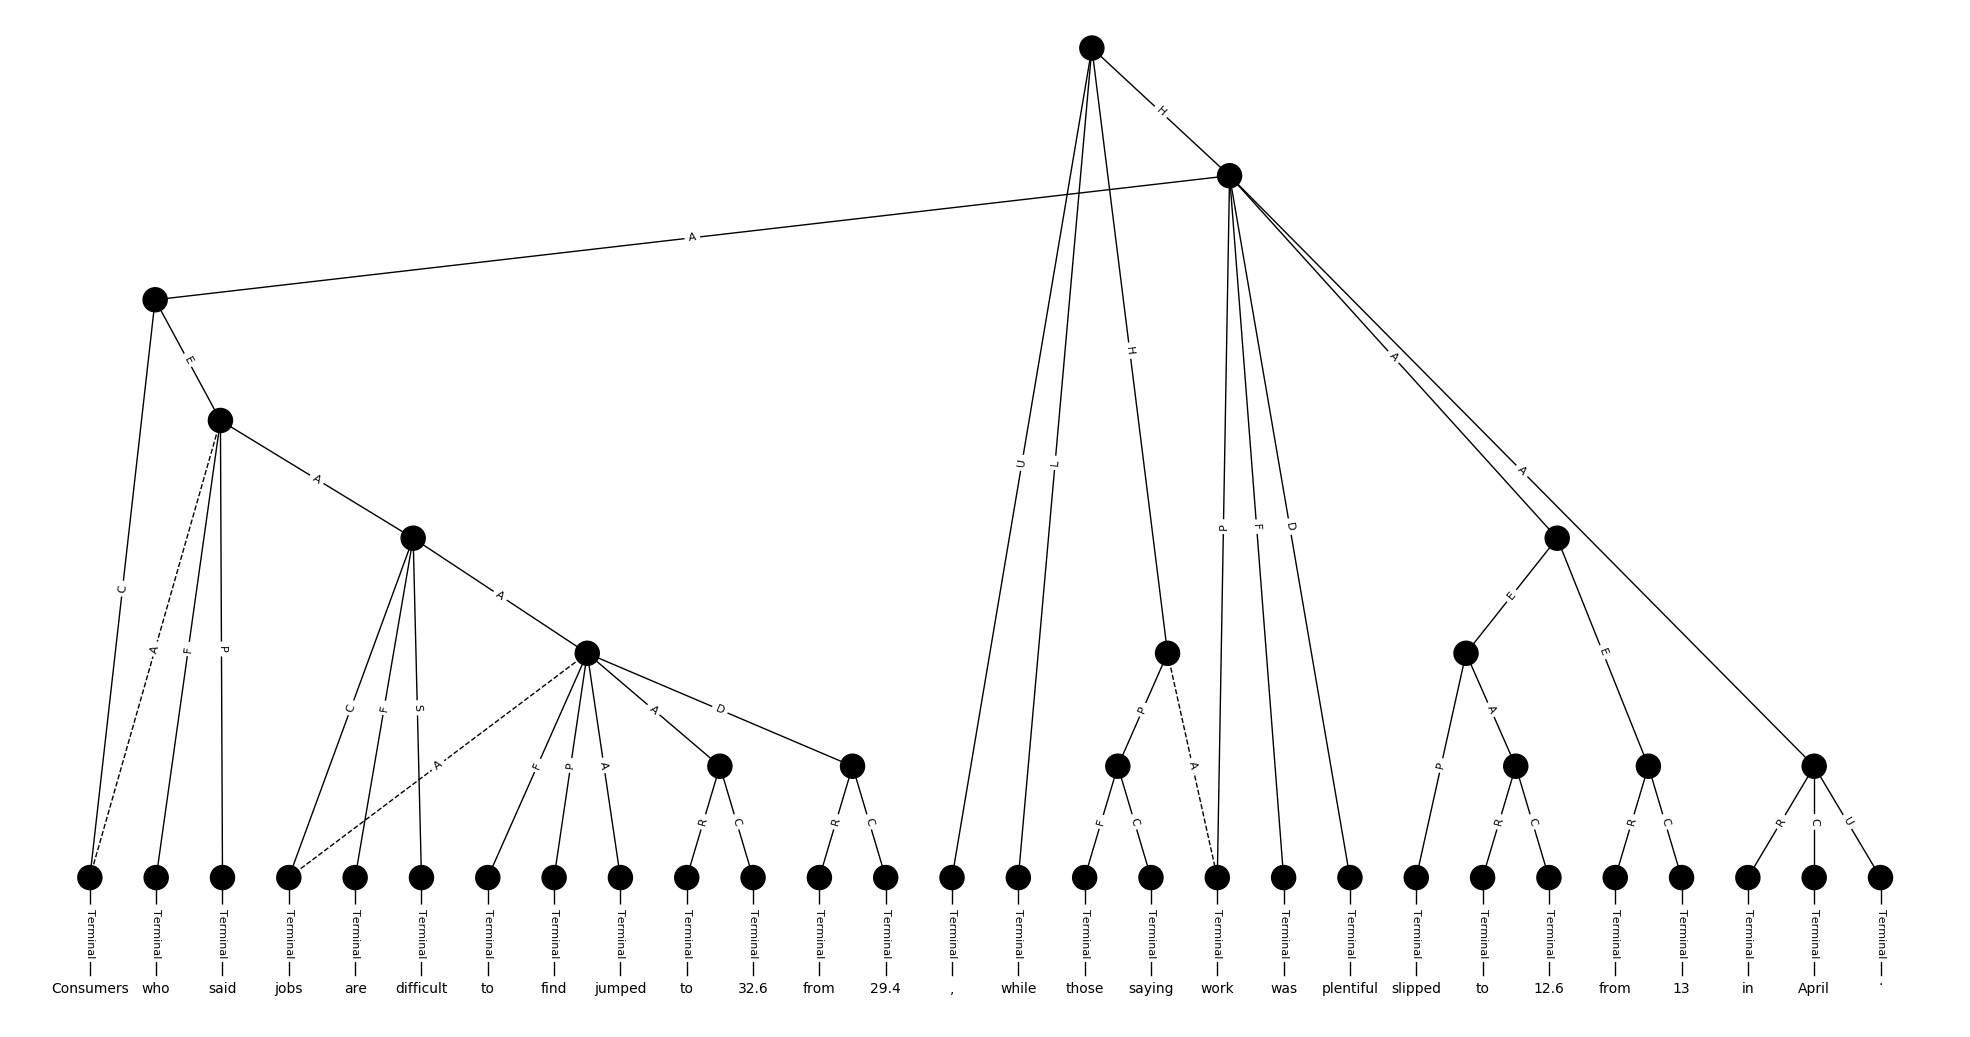 H
A
E
H
A
A
U
L
P
F
D
A
C
A
F
P
A
E
E
C
F
S
A
D
P
A
A
F
P
A
P
A
R
C
R
C
F
C
R
C
R
C
R
C
U
Terminal Terminal Terminal Terminal Terminal Terminal Terminal Terminal Terminal Terminal Terminal Terminal Terminal Terminal Terminal Terminal Terminal Terminal Terminal Terminal Terminal Terminal Terminal Terminal Terminal Terminal Terminal Terminal
Consumers who said jobs are difficult to find jumped to 32.6 from 29.4 , while those saying work was plentiful slipped to 12.6 from 13 in April .